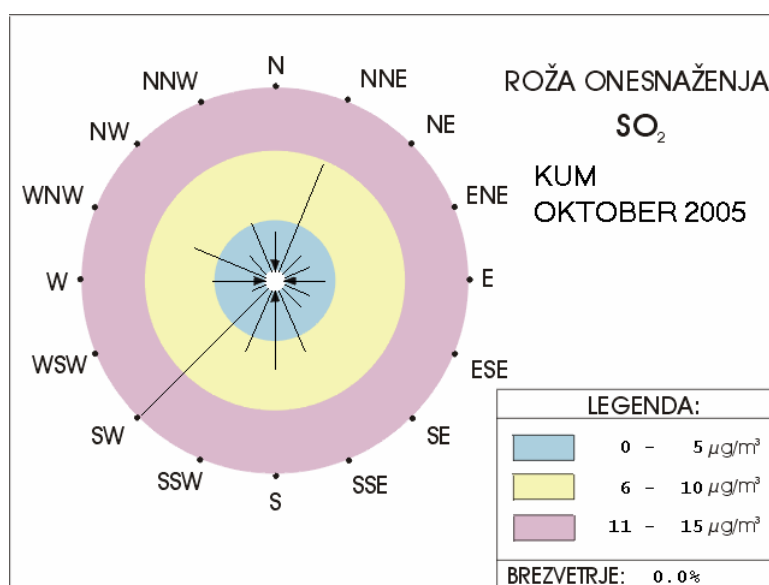 ROŽA ONESNAŽENJA
SO₂
KUM
OKTOBER 2005
N
NNE
NE
ENE
E
ESE
SE
SSE
S
SSW
SW
WSW
W
WNW
NW
NNW
LEGENDA:
0 - 5 µg/m³
6 - 10 µg/m³
11 - 15 µg/m³
BREZVETRJE: 0.0%